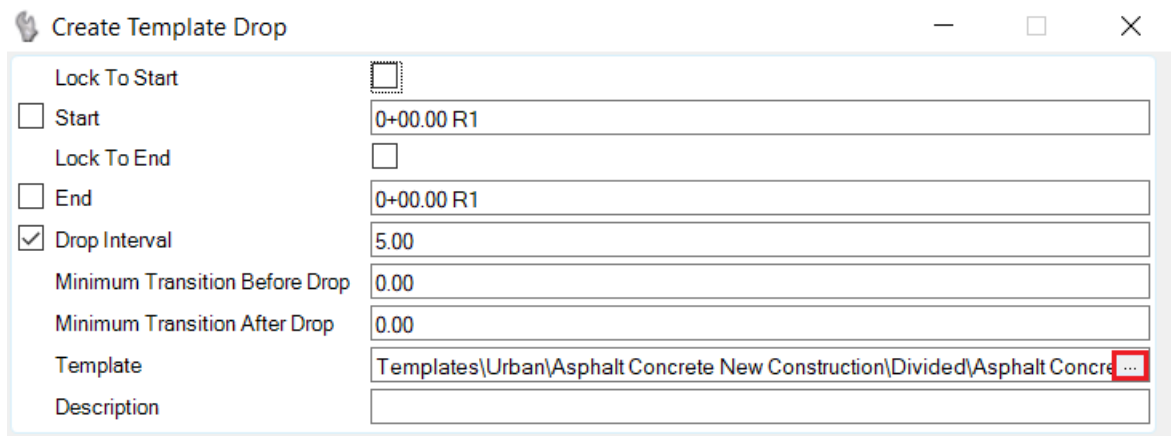 Create Template Drop
Lock To Start
Start 0+00.00 R1
Lock To End
End 0+00.00 R1
Drop Interval 5.00
Minimum Transition Before Drop 0.00
Minimum Transition After Drop 0.00
Template Templates\Urban\Asphalt Concrete New Construction\Divided\Asphalt Concre ...
Description